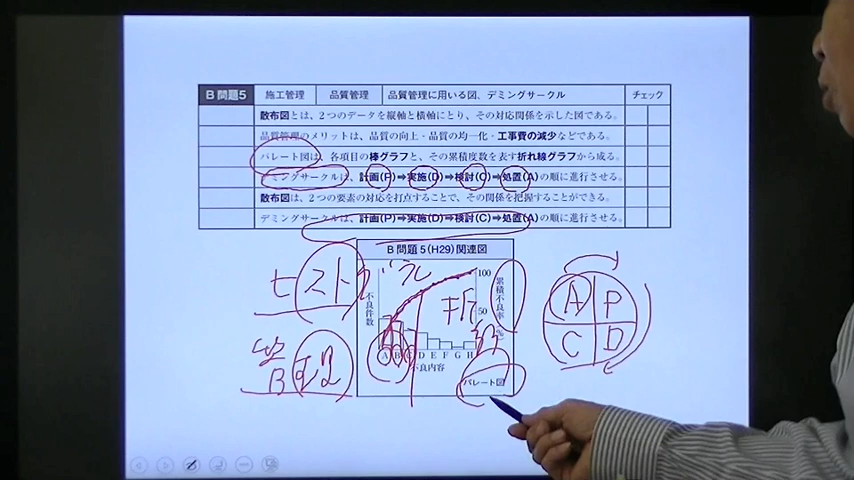 B 問題5 施工管理 品質管理 品質管理に用いる図、デミングサークル チェック
散布図とは、2つのデータを縦軸と横軸にとり、その対応関係を示した図である。
品質管理のメリットは、品質の向上・品質の均一化・工事費の減少などである。
パレート図は、各項目の棒グラフと、その累積度数を表す折れ線グラフから成る。
デミングサークルは、計画(P)⇒実施(D)⇒検討(C)⇒処置(A)の順に進行させる。
散布図は、2つの要素の対応を打点することで、その関係を把握することができる。
デミングサークルは、計画(P)⇒実施(D)⇒検討(C)⇒処置(A)の順に進行させる。
B 問題5(H29)関連図
ヒストグラム
不良件数
100
50
累積不良率 %
A B C D E F G H
不良内容
パレート図
A P
C D